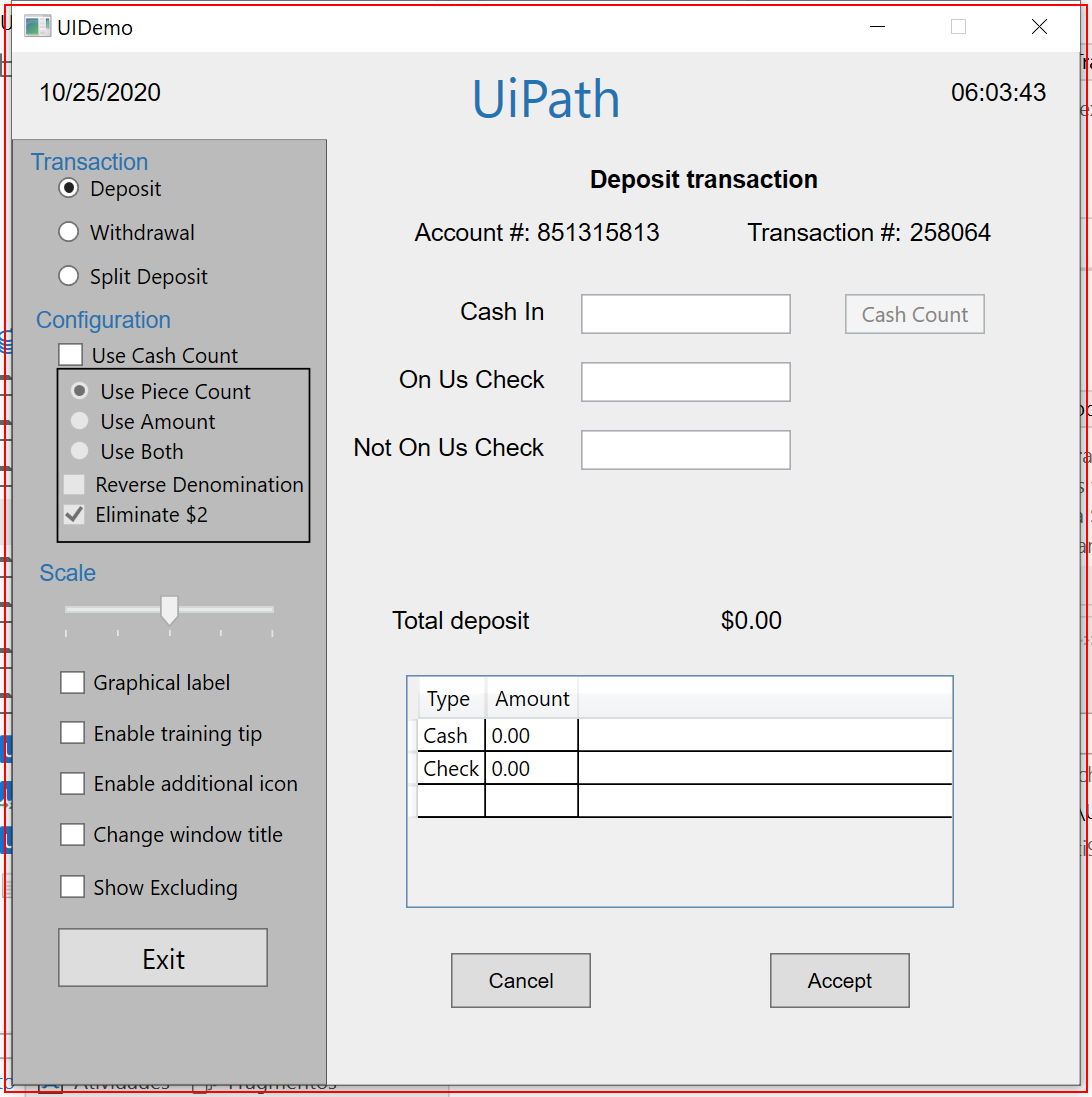 UIDemo
10/25/2020
UiPath
06:03:43
Transaction
Deposit
Withdrawal
Split Deposit
Configuration
Use Cash Count
Use Piece Count
Use Amount
Use Both
Reverse Denomination
Eliminate $2
Scale
Graphical label
Enable training tip
Enable additional icon
Change window title
Show Excluding
Exit
Deposit transaction
Account #: 851315813 Transaction #: 258064
Cash In Cash Count
On Us Check
Not On Us Check
Total deposit $0.00
Type Amount
Cash 0.00
Check 0.00
Cancel Accept
Atividades Fragmentos